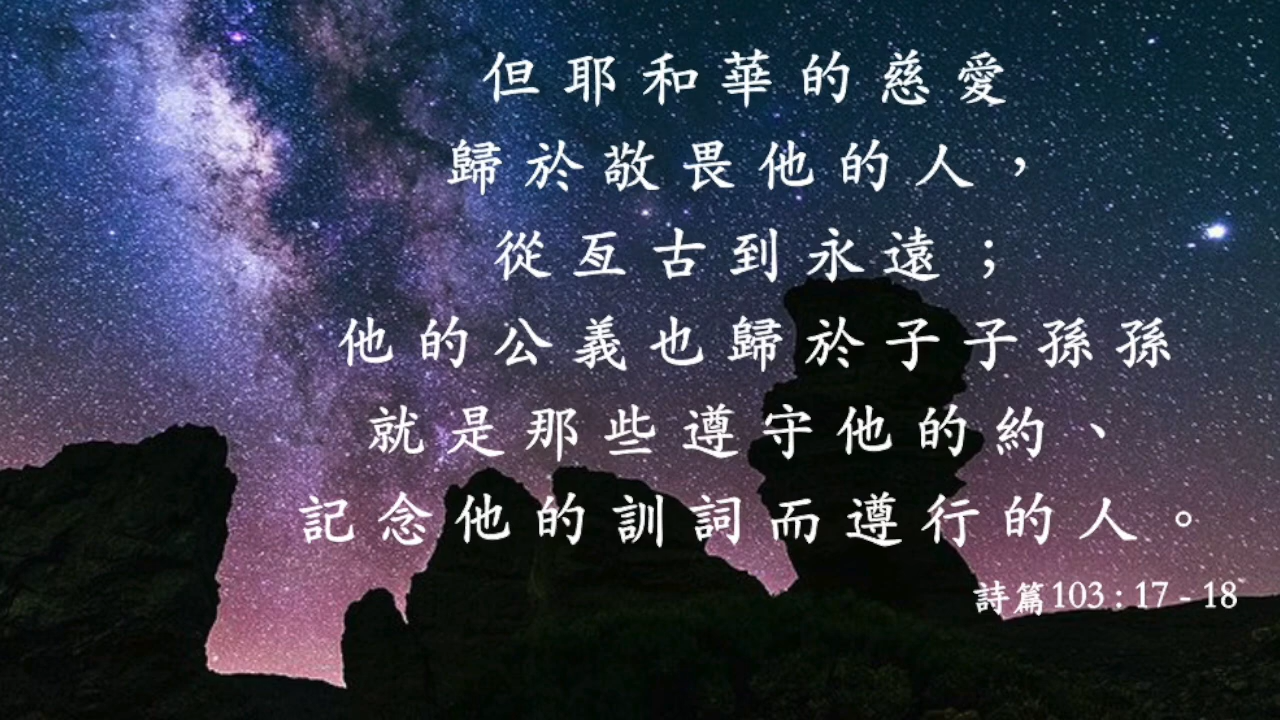 但耶和華的慈愛
歸於敬畏他的人，
從亙古到永遠；
他的公義也歸於子子孫孫
就是那些遵守他的約、
記念他的訓詞而遵行的人。
詩篇103 : 17 - 18